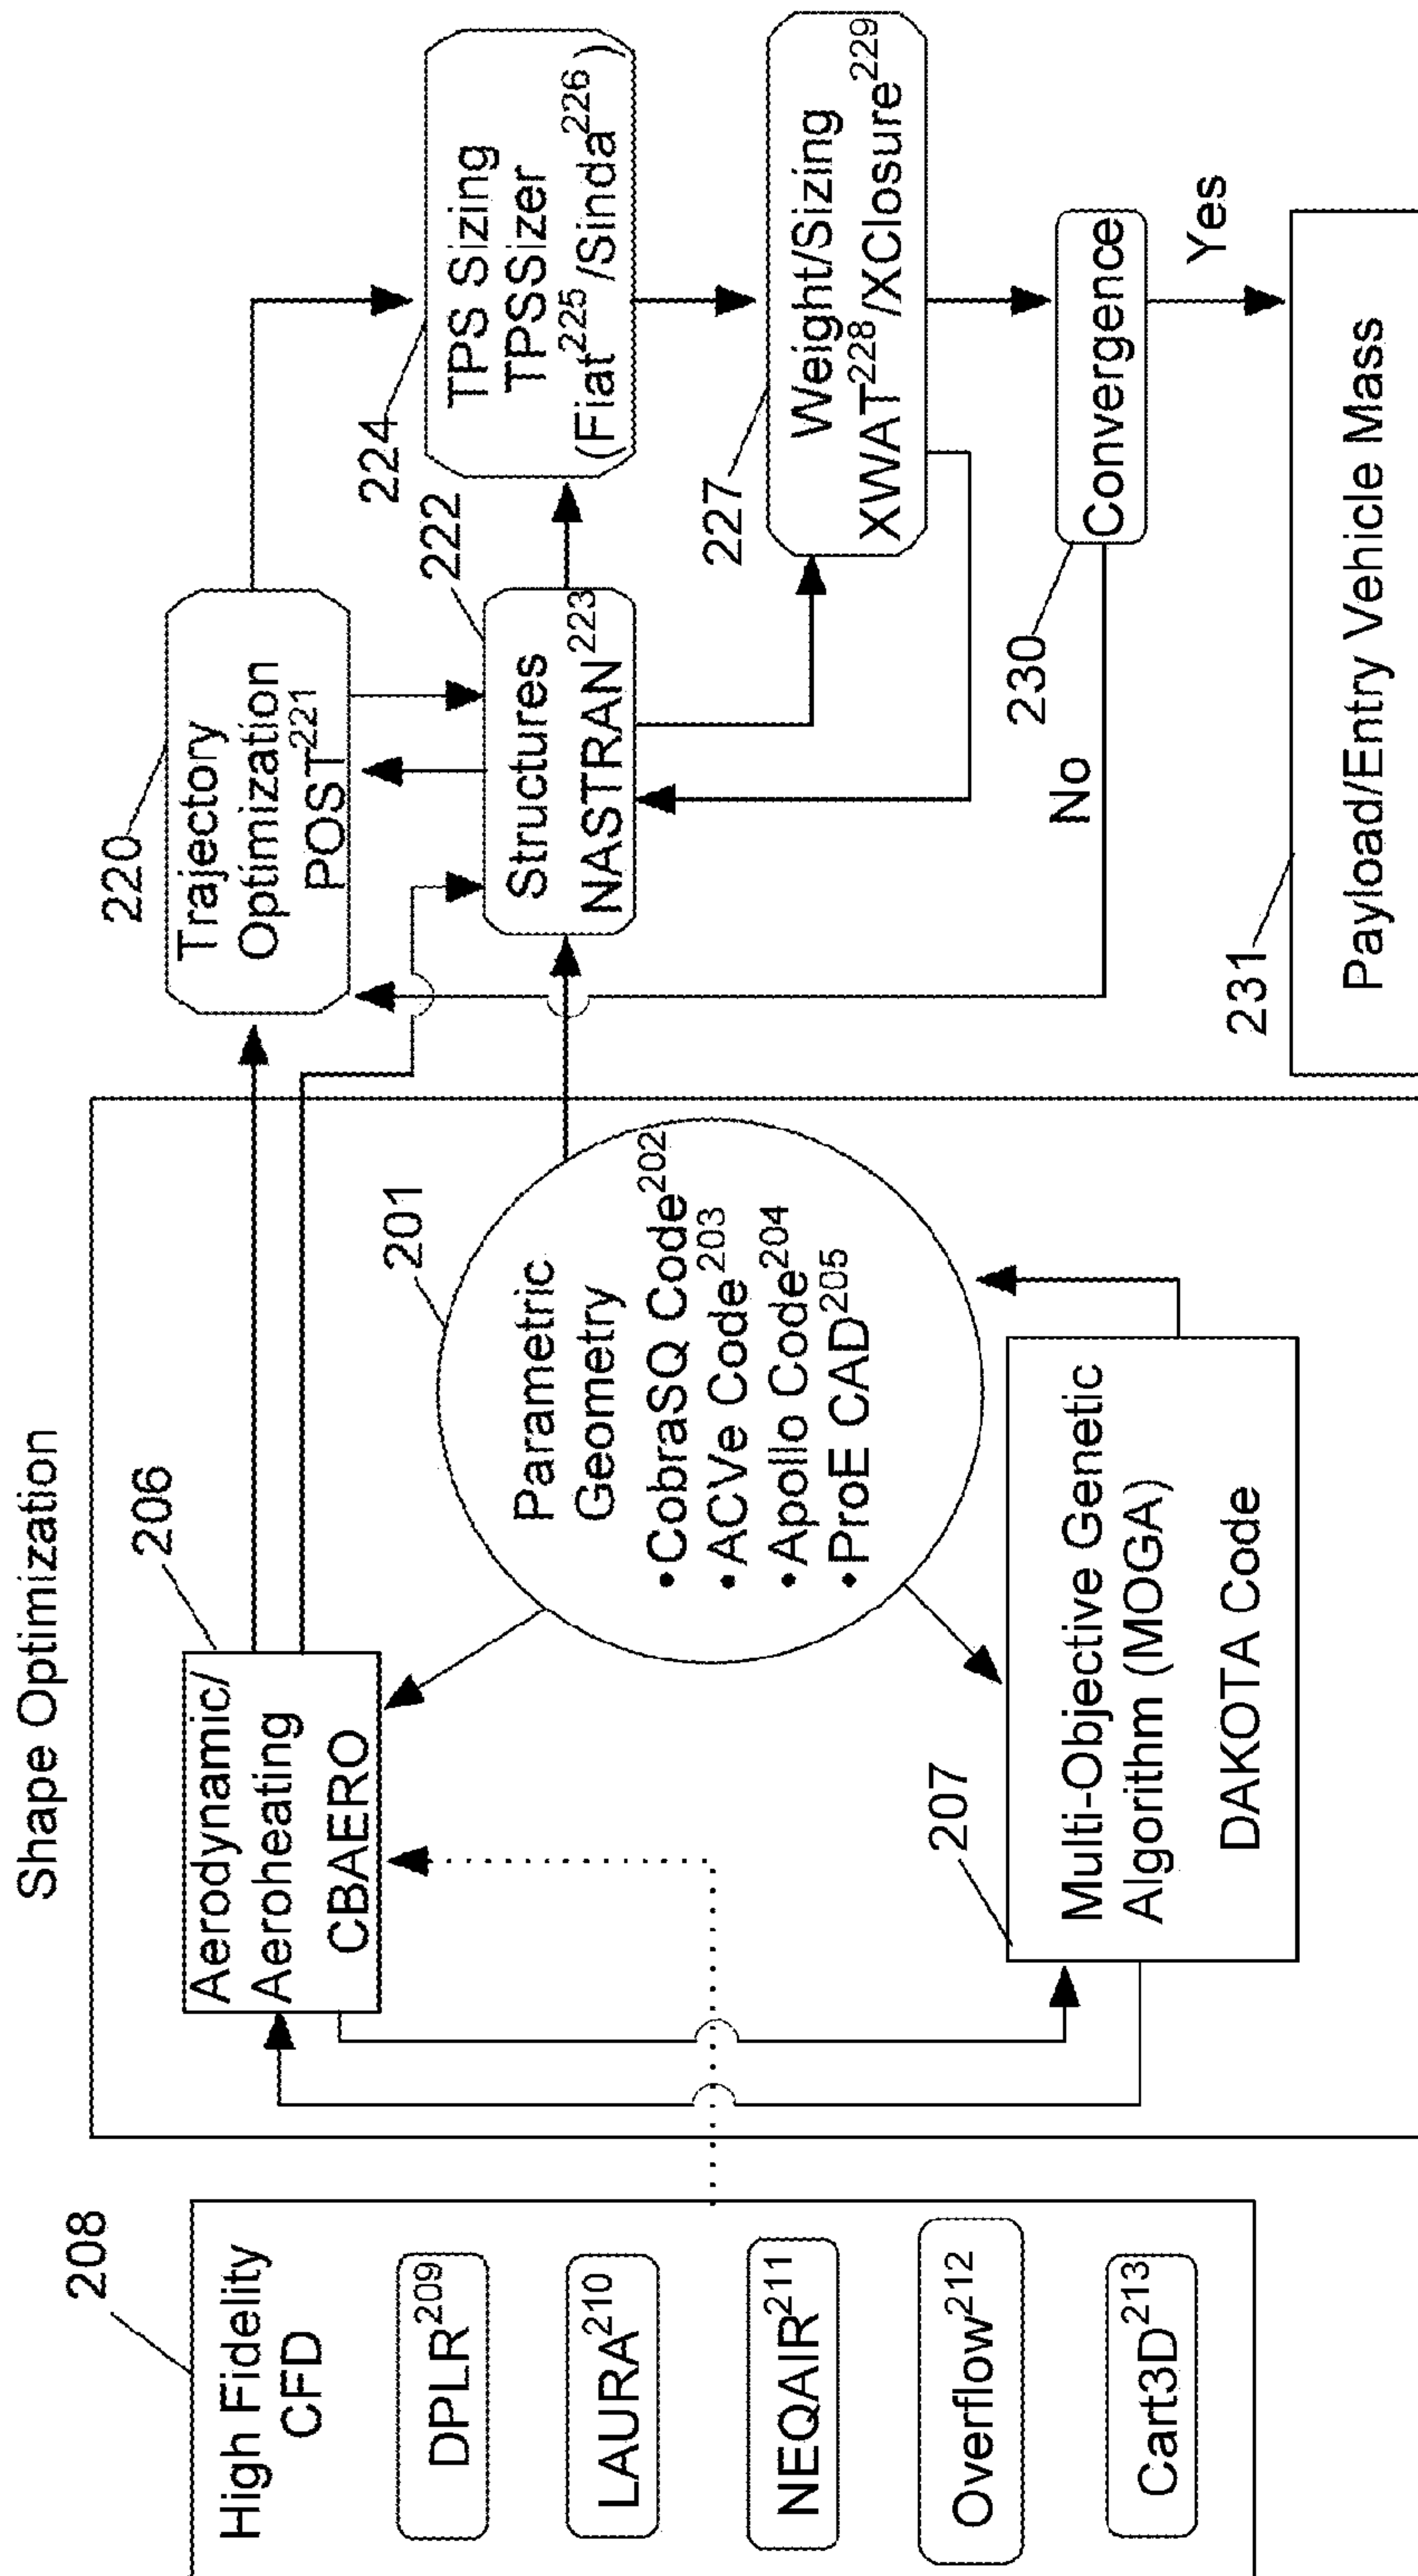 Shape Optimization
208
High Fidelity
CFD
DPLR209
LAURA210
NEQAIR211
Overflow212
Cart3D213
206
Aerodynamic/
Aeroheating
CBAERO
201
Parametric
Geometry
•CobraSQ Code202
•ACVe Code203
•Apollo Code204
•ProE CAD205
207
Multi-Objective Genetic
Algorithm (MOGA)
DAKOTA Code
220
Trajectory
Optimization
POST221
222
Structures
NASTRAN223
224
TPS Sizing
TPSSizer
(Fiat225/Sinda226)
227
Weight/Sizing
XWAT228/XClosure229
230
Convergence
No
Yes
231
Payload/Entry Vehicle Mass